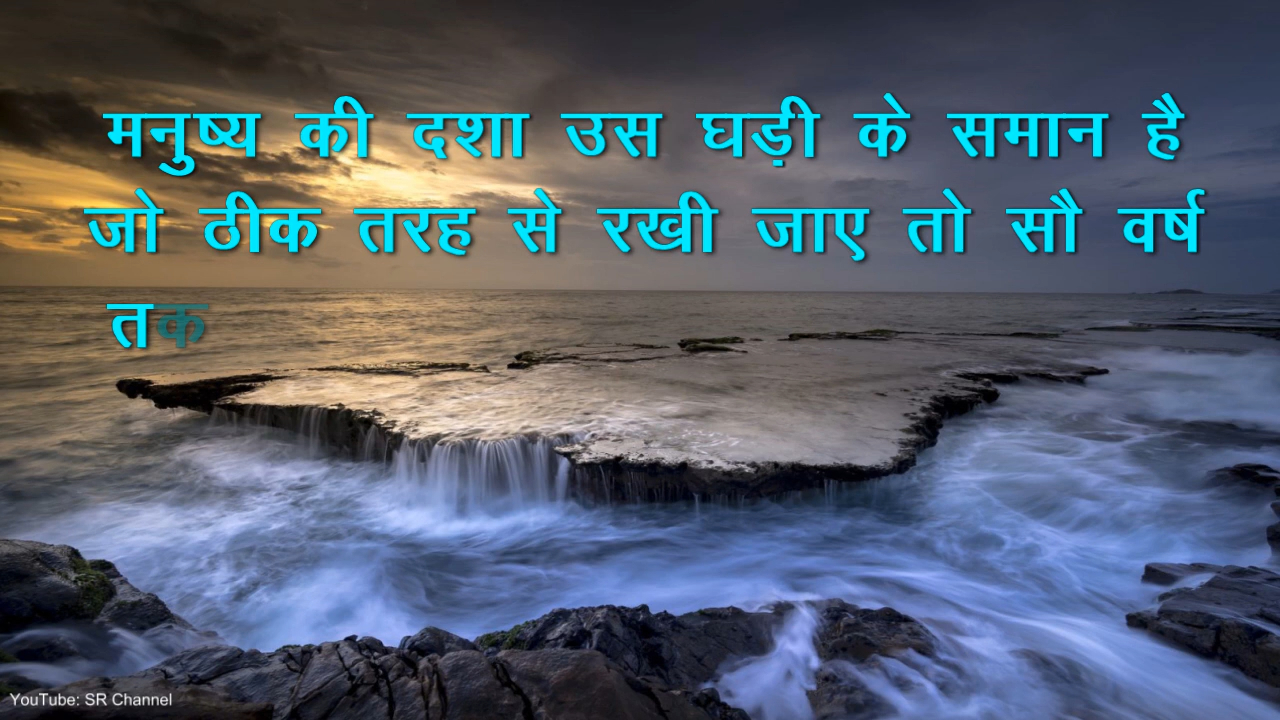 मनुष्य की दशा उस घड़ी के समान है
जो ठीक तरह से रखी जाए तो सौ वर्ष
तक
YouTube: SR Channel